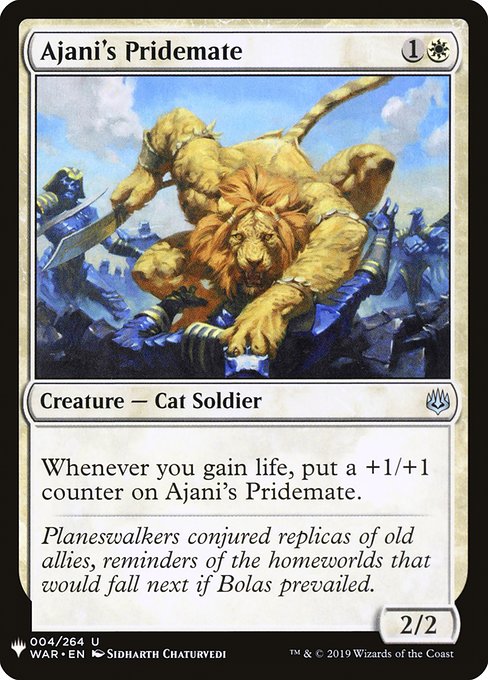 Ajani's Pridemate 1
Creature — Cat Soldier
Whenever you gain life, put a +1/+1
counter on Ajani's Pridemate.
Planeswalkers conjured replicas of old
allies, reminders of the homeworlds that
would fall next if Bolas prevailed.
2/2
004/264 U
WAR • EN Sidharth Chaturvedi
™ & © 2019 Wizards of the Coast